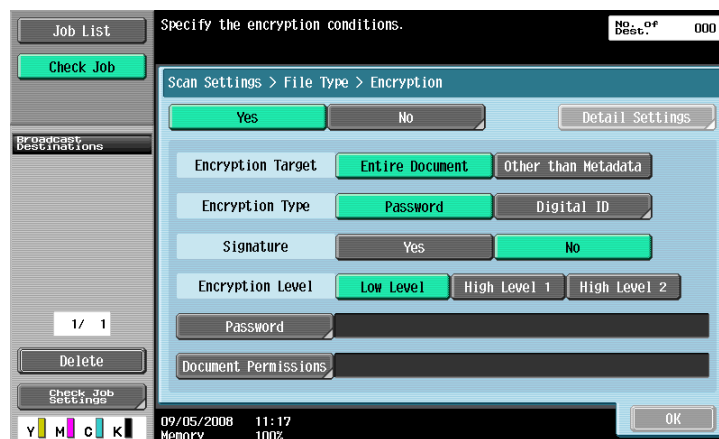 Job List
Check Job
Broadcast
Destinations
1/ 1
Delete
Check Job
Settings
Y M C K
Specify the encryption conditions.
No. of
Dest.
000
Scan Settings > File Type > Encryption
Yes No Detail Settings
Encryption Target Entire Document Other than Metadata
Encryption Type Password Digital ID
Signature Yes No
Encryption Level Low Level High Level 1 High Level 2
Password
Document Permissions
OK
09/05/2008 11:17
Memory 100%